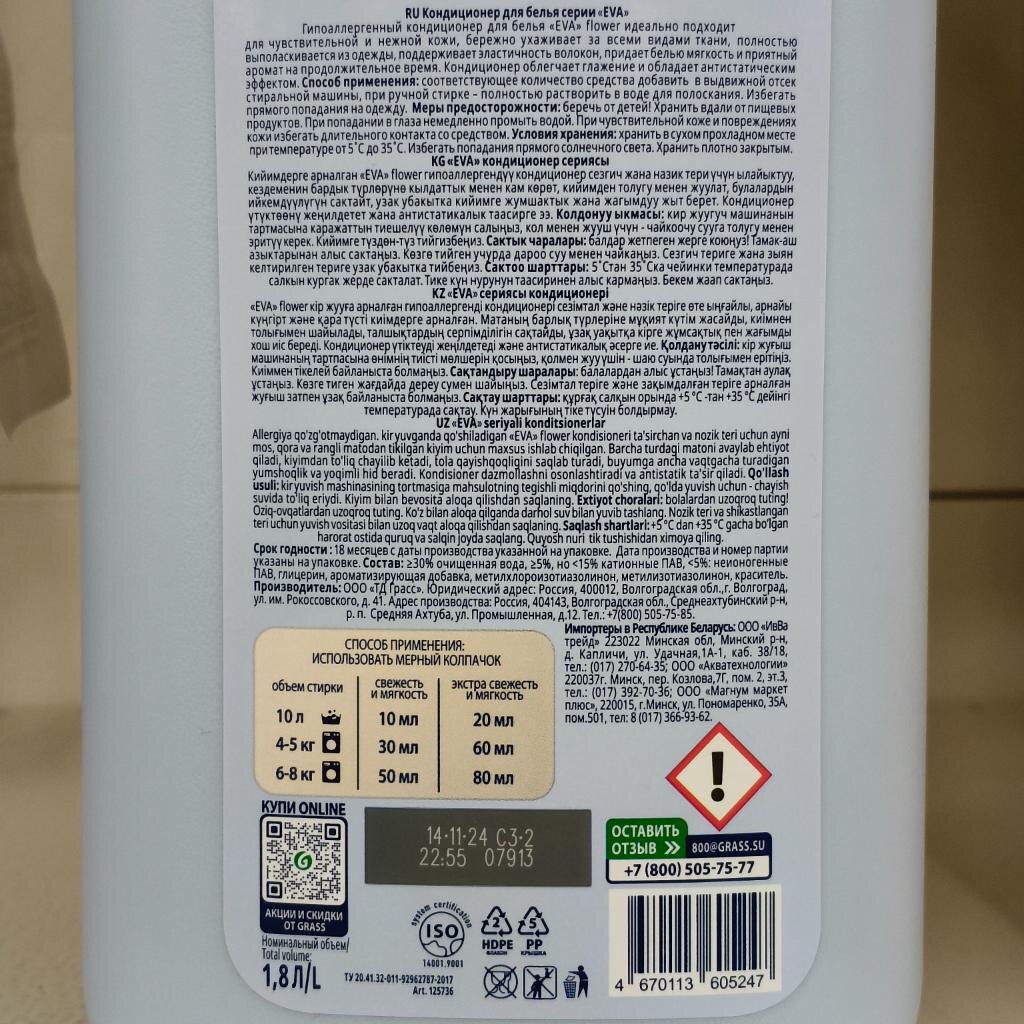 RU Кондиционер для белья серии «EVA»
Гипоаллергенный кондиционер для белья «EVA» flower идеально подходит
для чувствительной и нежной кожи, бережно ухаживает за всеми видами ткани, полностью
выполаскивается из одежды, поддерживает эластичность волокон, придает белью мягкость и приятный
аромат на продолжительное время. Кондиционер облегчает глажение и обладает антистатическим
эффектом. Способ применения: соответствующее количество средства добавить в выдвижной отсек
стиральной машины, при ручной стирке – полностью растворить в воде для полоскания. Избегать
прямого попадания на одежду. Меры предосторожности: беречь от детей! Хранить вдали от пищевых
продуктов. При попадании в глаза немедленно промыть водой. При чувствительной коже и повреждениях
кожи избегать длительного контакта со средством. Условия хранения: хранить в сухом прохладном месте
при температуре от 5˚С до 35˚С. Избегать попадания прямого солнечного света. Хранить плотно закрытым.
KG «EVA» кондиционер сериясы
Кийимдерге арналган «EVA» flower гипоаллергендүү кондиционер сезгич жана назик тери үчүн ылайыктуу,
кездеменин бардык түрлөрүнө кылдаттык менен кам көрөт, кийимден толугу менен жуулат, булалардын
ийкемдүүлүгүн сактайт, узак убакытка кийимге жумшактык жана жагымдуу жыт берет. Кондиционер
үтүктөөнү жеңилдетет жана антистатикалык таасирге ээ. Колдонуу ыкмасы: кир жуугуч машинанын
тартмасына каражаттын тиешелүү көлөмүн салыңыз, кол менен жууш үчүн - чайкоочу сууга толугу менен
эритүү керек. Кийимге түздөн-түз тийгизбеңиз. Сактык чаралары: балдар жетпеген жерге коюңуз! Тамак-аш
азыктарынан алыс сактаңыз. Көзгө тийген учурда дароо суу менен чайкаңыз. Сезгич териге жана зыян
келтирилген териге узак убакытка тийбеңиз. Сактоо шарттары: 5˚Стан 35˚Ска чейинки температурада
салкын кургак жерде сакталат. Тике күн нурунун таасиринен алыс кармаңыз. Бекем жаап сактаңыз.
KZ «EVA» сериясы кондиционері
«EVA» flower кір жууға арналған гипоаллергенді кондиционері сезімтал және нәзік теріге өте ыңғайлы, арнайы
күңгірт және қара түсті киімдерге арналған. Матаның барлық түрлеріне мұқият күтім жасайды, киімнен
толығымен шайылады, талшықтардың серпімділігін сақтайды, ұзақ уақытқа кірге жұмсақтық пен жағымды
хош иіс береді. Кондиционер үтіктеуді жеңілдетеді және антистатикалық әсерге ие. Қолдану тәсілі: кір жуғыш
машинаның тартпасына өнімнің тиісті мөлшерін қосыңыз, қолмен жуу үшін - шаю суында толығымен ерітіңіз.
Киіммен тікелей байланыста болмаңыз. Сақтандыру шаралары: балалардан алыс ұстаңыз! Тамақтан аулақ
ұстаңыз. Көзге тиген жағдайда дереу сумен шайыңыз. Сезімтал теріге және зақымдалған теріге арналған
жуғыш затпен ұзақ байланыста болмаңыз. Сақтау шарттары: құрғақ салқын орында +5 °С -тан +35 °С дейінгі
температурада сақтау. Күн жарығының тіке түсуін болдырмау.
UZ «EVA» seriyali konditsionerlar
Allergiya qo'zg'otmaydigan. kir yuvganda qo'shiladigan «EVA» flower kondisioneri ta'sirchan va nozik teri uchun ayni
mos, qora va rangli matodan tikilgan kiyim uchun maxsus ishlab chiqilgan. Barcha turdagi matoni avaylab ehtiyot
qiladi, kiyimdan to'liq chayilib ketadi, tola qayishqoqligini saqlab turadi, buyumga ancha vaqtgacha turadigan
yumshoqlik va yoqimli hid beradi. Kondisioner dazmollashni osonlashtiradi va antistatik ta'sir qiladi. Qo'llash
usuli: kir yuvish mashinasining tortmasiga mahsulotning tegishli miqdorini qo'shing, qo'lda yuvish uchun - chayish
suvida to'liq eriydi. Kiyim bilan bevosita aloqa qilishdan saqlaning. Extiyot choralari: bolalardan uzoqroq tuting!
Oziq-ovqatlardan uzoqroq tuting. Ko'z bilan aloqa qilganda darhol suv bilan yuvib tashlang. Nozik teri va shikastlangan
teri uchun yuvish vositasi bilan uzoq vaqt aloqa qilishdan saqlaning. Saqlash shartlari: +5°C dan +35°C gacha bo'lgan
harorat ostida quruq va salqin joyda saqlang. Quyosh nuri tik tushishidan ximoya qiling.
Срок годности : 18 месяцев с даты производства указанной на упаковке. Дата производства и номер партии
указаны на упаковке. Состав: ≥30% очищенная вода, ≥5%, но <15% катионные ПАВ, <5%: неионогенные
ПАВ, глицерин, ароматизирующая добавка, метилхлороизотиазолинон, метилизотиазолинон, краситель.
Производитель: ООО «ТД Грасс». Юридический адрес: Россия, 400012, Волгоградская обл.,г. Волгоград,
ул. им. Рокоссовского, д. 41. Адрес производства: Россия, 404143, Волгоградская обл., Среднеахтубинский р-н,
р. п. Средняя Ахтуба, ул. Промышленная, д.12. Тел.: +7(800) 505-75-85.
Импортеры в Республике Беларусь: ООО «ИвВа
трейд» 223022 Минская обл, Минский р-н,
д. Капличи, ул. Удачная,1А-1, каб. 38/18,
тел.: (017) 270-64-35; ООО «Акватехнологии»
220037г. Минск, пер. Козлова,7Г, пом. 2, эт.3,
тел.: (017) 392-70-36; ООО «Магнум маркет
плюс», 220015, г.Минск, ул. Пономаренко, 35А,
пом.501, тел: 8 (017) 366-93-62.
СПОСОБ ПРИМЕНЕНИЯ:
ИСПОЛЬЗОВАТЬ МЕРНЫЙ КОЛПАЧОК
объем стирки свежесть и мягкость экстра свежесть и мягкость
10 л 10 мл 20 мл
4-5 кг 30 мл 60 мл
6-8 кг 50 мл 80 мл
КУПИ ONLINE
АКЦИИ И СКИДКИ
ОТ GRASS
14·11·24 C3·2
22:55 07913
ОСТАВИТЬ
ОТЗЫВ
800@GRASS.SU
+7 (800) 505-75-77
Номинальный объем/
Total volume:
1,8 Л/L
system certification
ISO
14001.9001
2
HDPE
ФЛАКОН
5
PP
КРЫШКА
ТУ 20.41.32-011-92962787-2017
Art. 125736
4 670113 605247